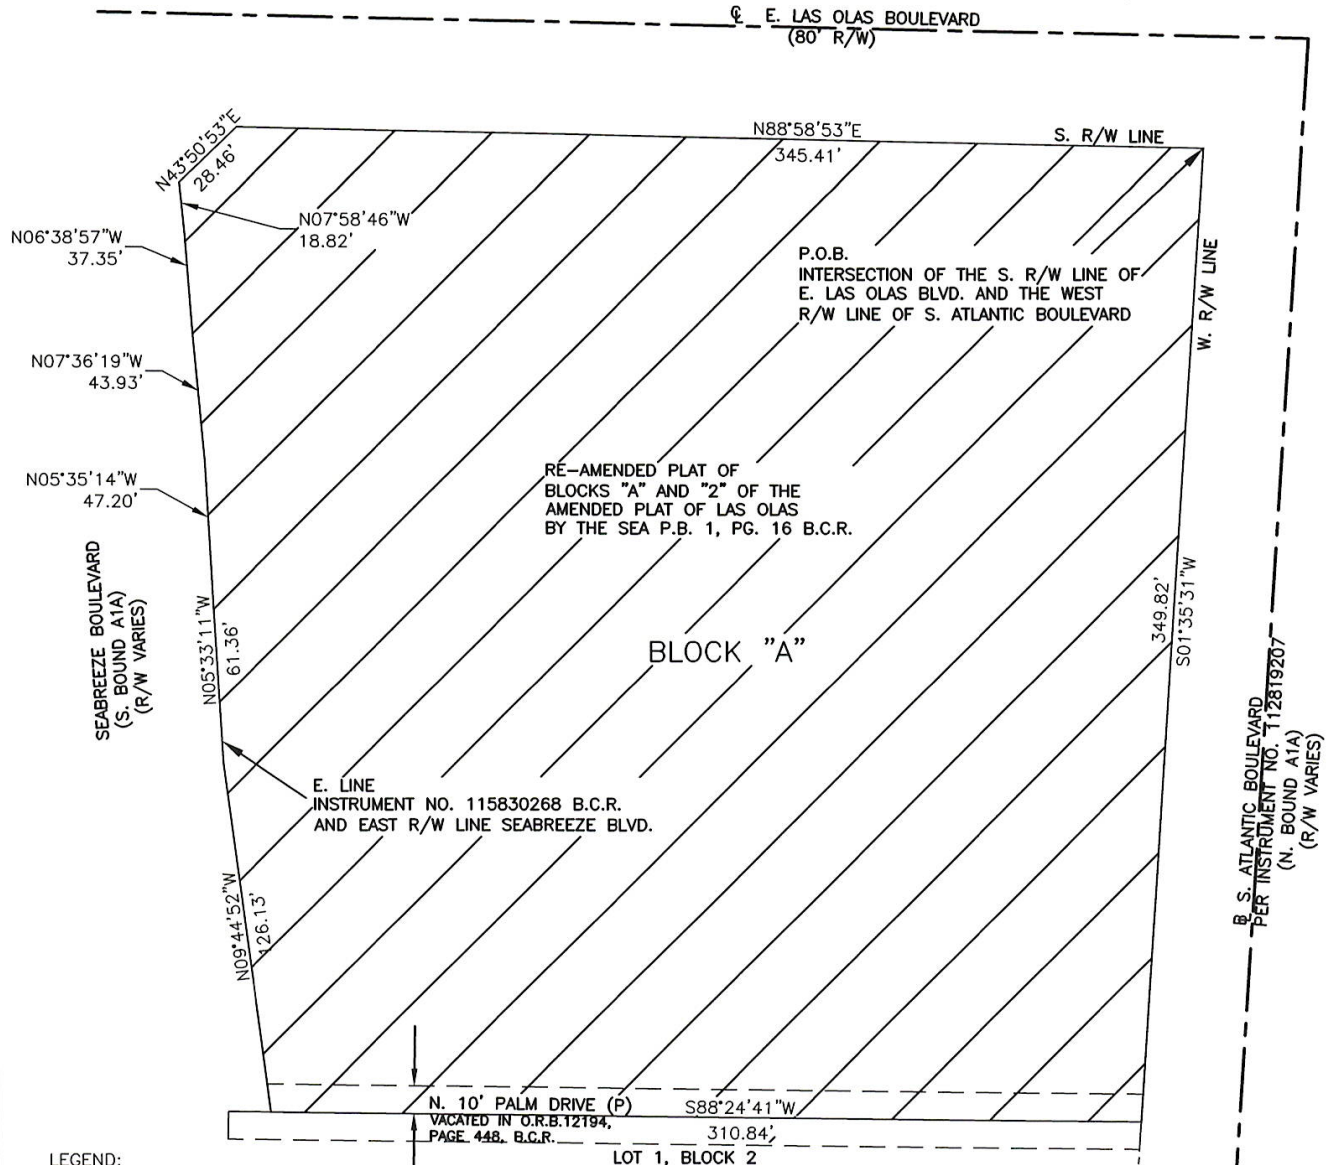 ℄ E. LAS OLAS BOULEVARD
(80' R/W)
N43°50'53"E
28.46'
N88°58'53"E
345.41'
S. R/W LINE
N07°58'46"W
18.82'
N06°38'57"W
37.35'
P.O.B.
INTERSECTION OF THE S. R/W LINE OF
E. LAS OLAS BLVD. AND THE WEST
R/W LINE OF S. ATLANTIC BOULEVARD
W. R/W LINE
N07°36'19"W
43.93'
N05°35'14"W
47.20'
RE-AMENDED PLAT OF
BLOCKS "A" AND "2" OF THE
AMENDED PLAT OF LAS OLAS
BY THE SEA P.B. 1, PG. 16 B.C.R.
SEABREEZE BOULEVARD
(S. BOUND A1A)
(R/W VARIES)
N05°33'11"W
61.36'
BLOCK "A"
349.82'
S01°35'31"W
E. LINE
INSTRUMENT NO. 115830268 B.C.R.
AND EAST R/W LINE SEABREEZE BLVD.
BL S. ATLANTIC BOULEVARD
PER INSTRUMENT NO. 112819207
(N. BOUND A1A)
(R/W VARIES)
N09°44'52"W
126.13'
N. 10' PALM DRIVE (P)
VACATED IN O.R.B.12194,
PAGE 448, B.C.R.
S88°24'41"W
310.84'
LOT 1, BLOCK 2
LEGEND: